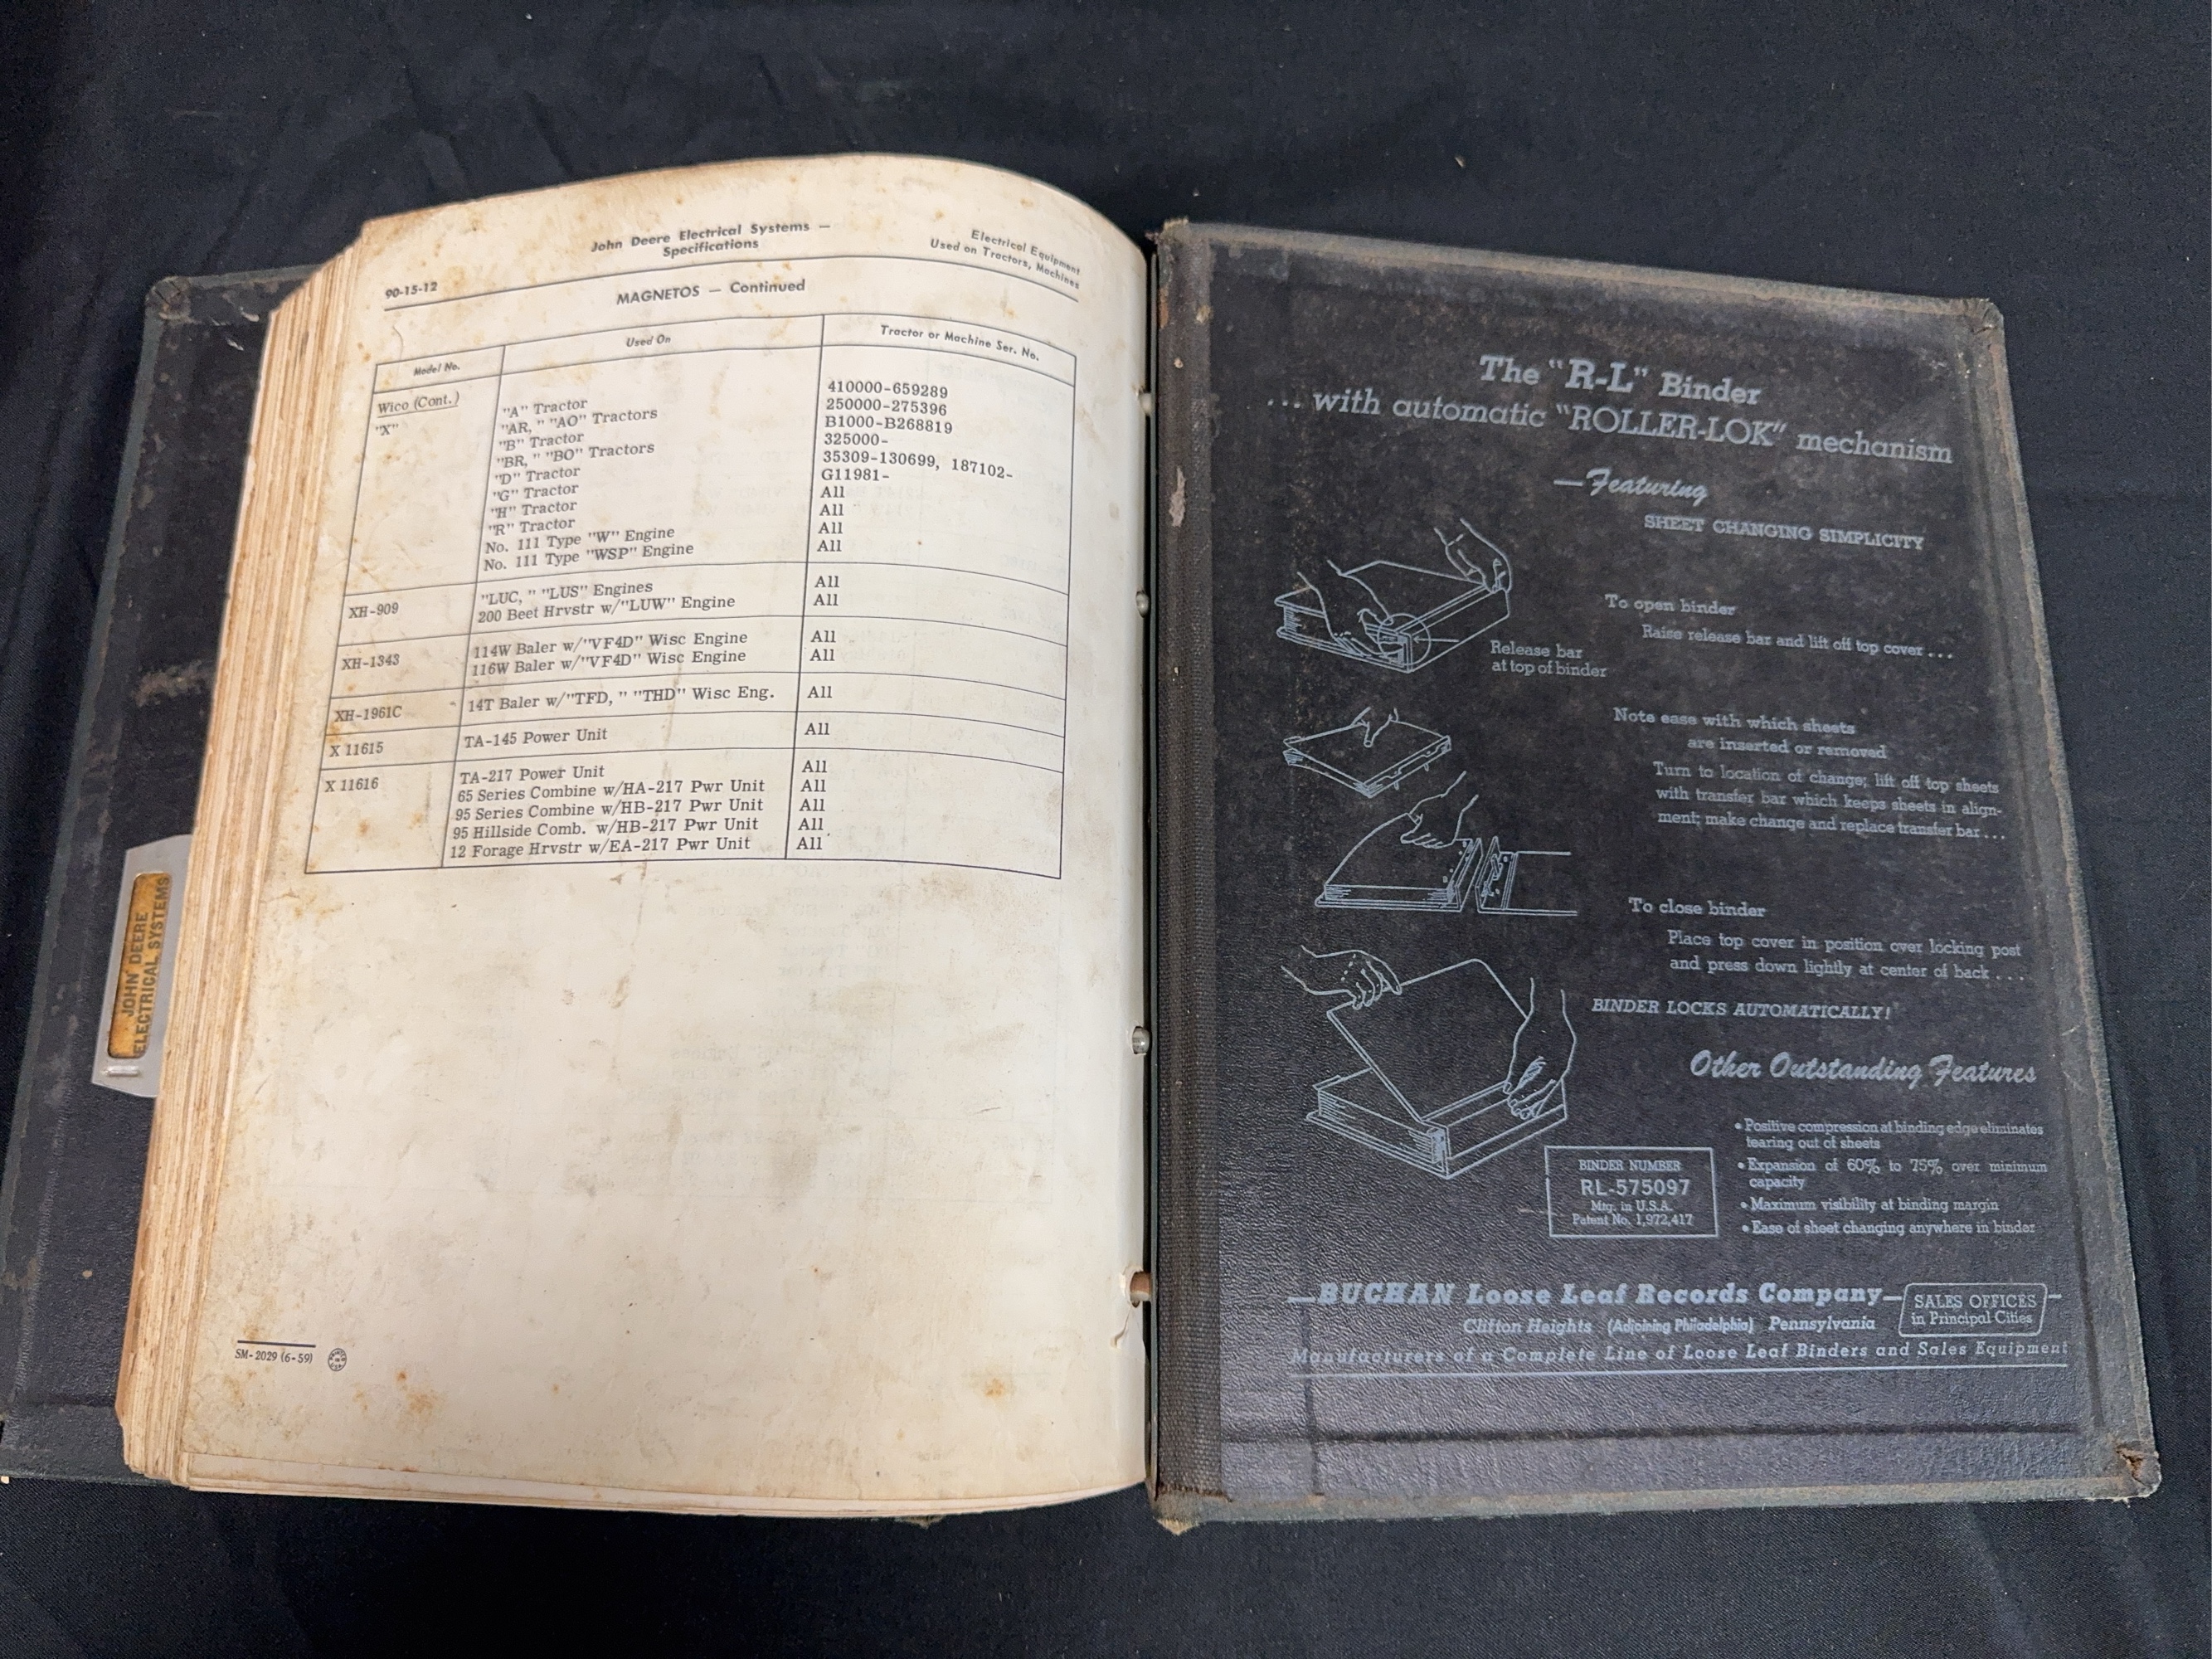 John Deere Electrical Systems —
Specifications
Electrical Equipment
Used on Tractors, Machines
90-15-12
MAGNETOS — Continued
Model No. Used On Tractor or Machine Ser. No.
Wico (Cont.)
"X" "A" Tractor 410000-659289
"AR," "AO" Tractors 250000-275396
"B" Tractor B1000-B268819
"BR," "BO" Tractors 325000-
"D" Tractor 35309-130699, 187102-
"G" Tractor G11981-
"H" Tractor All
"R" Tractor All
No. 111 Type "W" Engine All
No. 111 Type "WSP" Engine All
XH-909 "LUC," "LUS" Engines All
200 Beet Hrvstr w/"LUW" Engine All
XH-1343 114W Baler w/"VF4D" Wisc Engine All
116W Baler w/"VF4D" Wisc Engine All
XH-1961C 14T Baler w/"TFD," "THD" Wisc Eng. All
X 11615 TA-145 Power Unit All
X 11616 TA-217 Power Unit All
65 Series Combine w/HA-217 Pwr Unit All
95 Series Combine w/HB-217 Pwr Unit All
95 Hillside Comb. w/HB-217 Pwr Unit All
12 Forage Hrvstr w/EA-217 Pwr Unit All
SM-2029 (6-59)
JOHN DEERE
ELECTRICAL SYSTEMS
The "R-L" Binder
... with automatic "ROLLER-LOK" mechanism
—Featuring
SHEET CHANGING SIMPLICITY
To open binder
Raise release bar and lift off top cover ...
Release bar
at top of binder
Note ease with which sheets
are inserted or removed
Turn to location of change; lift off top sheets
with transfer bar which keeps sheets in align-
ment; make change and replace transfer bar ...
To close binder
Place top cover in position over locking post
and press down lightly at center of back ...
BINDER LOCKS AUTOMATICALLY!
Other Outstanding Features
• Positive compression at binding edge eliminates
tearing out of sheets
• Expansion of 60% to 75% over minimum
capacity
• Maximum visibility at binding margin
• Ease of sheet changing anywhere in binder
BINDER NUMBER
RL-575097
Mfg. in U.S.A.
Patent No. 1,972,417
BUCHAN Loose Leaf Records Company
Clifton Heights (Adjoining Philadelphia) Pennsylvania
SALES OFFICES
in Principal Cities
Manufacturers of a Complete Line of Loose Leaf Binders and Sales Equipment